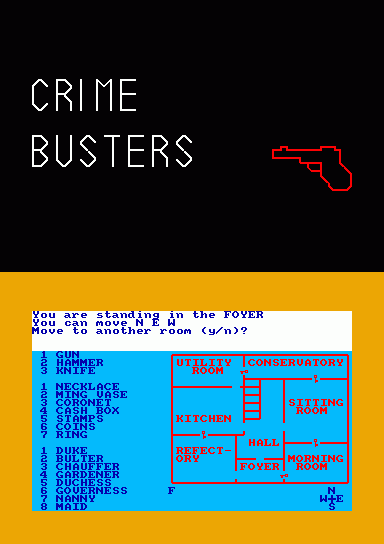 CRIME
BUSTERS
You are standing in the FOYER
You can move N E W
Move to another room (y/n)?
1 GUN
2 HAMMER
3 KNIFE
1 NECKLACE
2 MING VASE
3 CORONET
4 CASH BOX
5 STAMPS
6 COINS
7 RING
1 DUKE
2 BULTER
3 CHAUFFER
4 GARDENER
5 DUCHESS
6 GOVERNESS
7 NANNY
8 MAID
UTILITY
ROOM
CONSERVATORY
KITCHEN
SITTING
ROOM
HALL
REFECT-
ORY
FOYER
MORNING
ROOM
F
N
W E
S